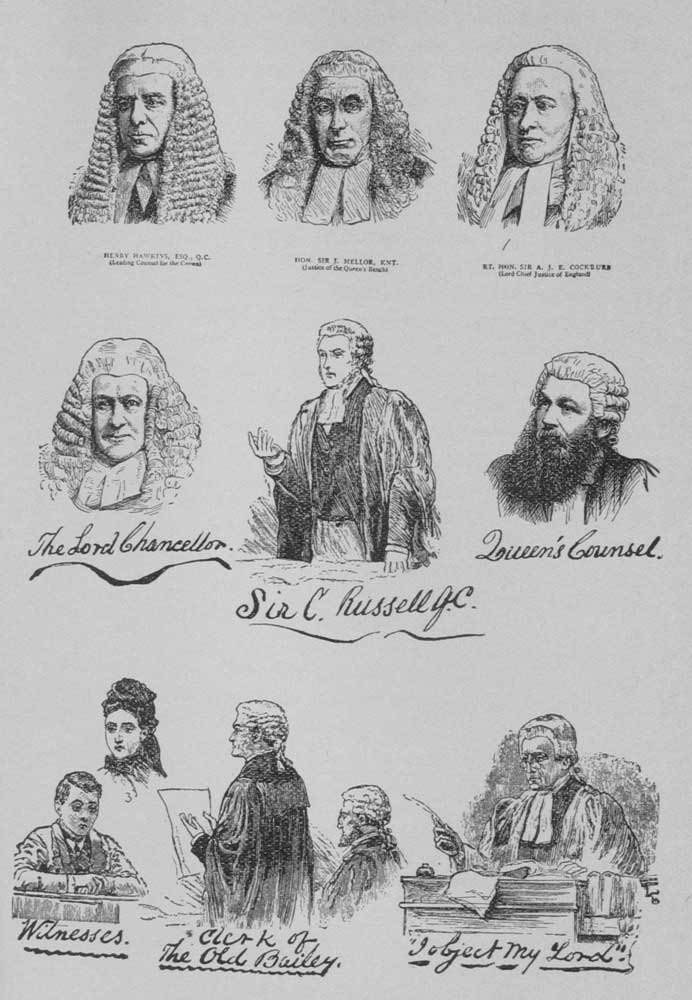 HENRY HAWKINS, ESQ., Q.C.
(Leading Counsel for the Crown)
HON. SIR J. MELLOR, KNT.
(Justice of the Queen's Bench)
RT. HON. SIR A. J. E. COCKBURN
(Lord Chief Justice of England)
The Lord Chancellor.
Sir C. Russell Q.C.
Queen's Counsel.
3
Witnesses.
Clerk of
The Old Bailey.
"I object My Lord".